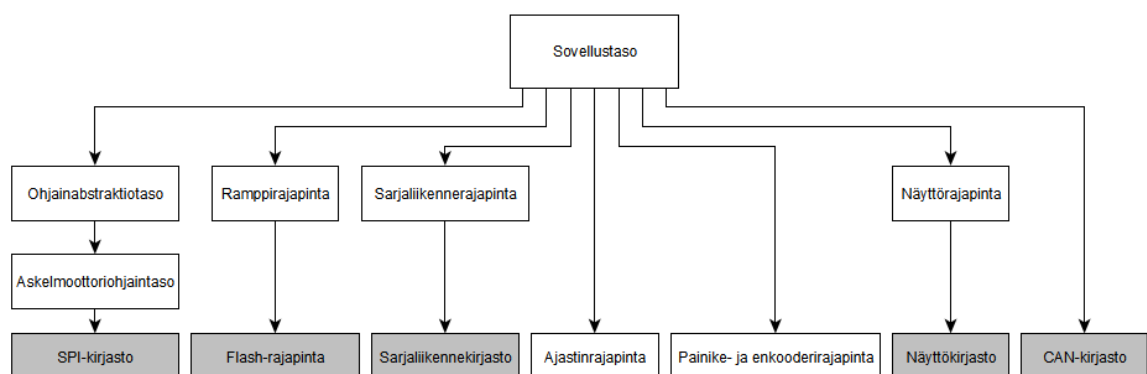 Sovellustaso
Ohjainabstraktiotaso
Ramppirajapinta
Sarjaliikennerajapinta
Näyttörajapinta
Askelmoottoriohjaintaso
SPI-kirjasto
Flash-rajapinta
Sarjaliikennekirjasto
Ajastinrajapinta
Painike- ja enkooderirajapinta
Näyttökirjasto
CAN-kirjasto